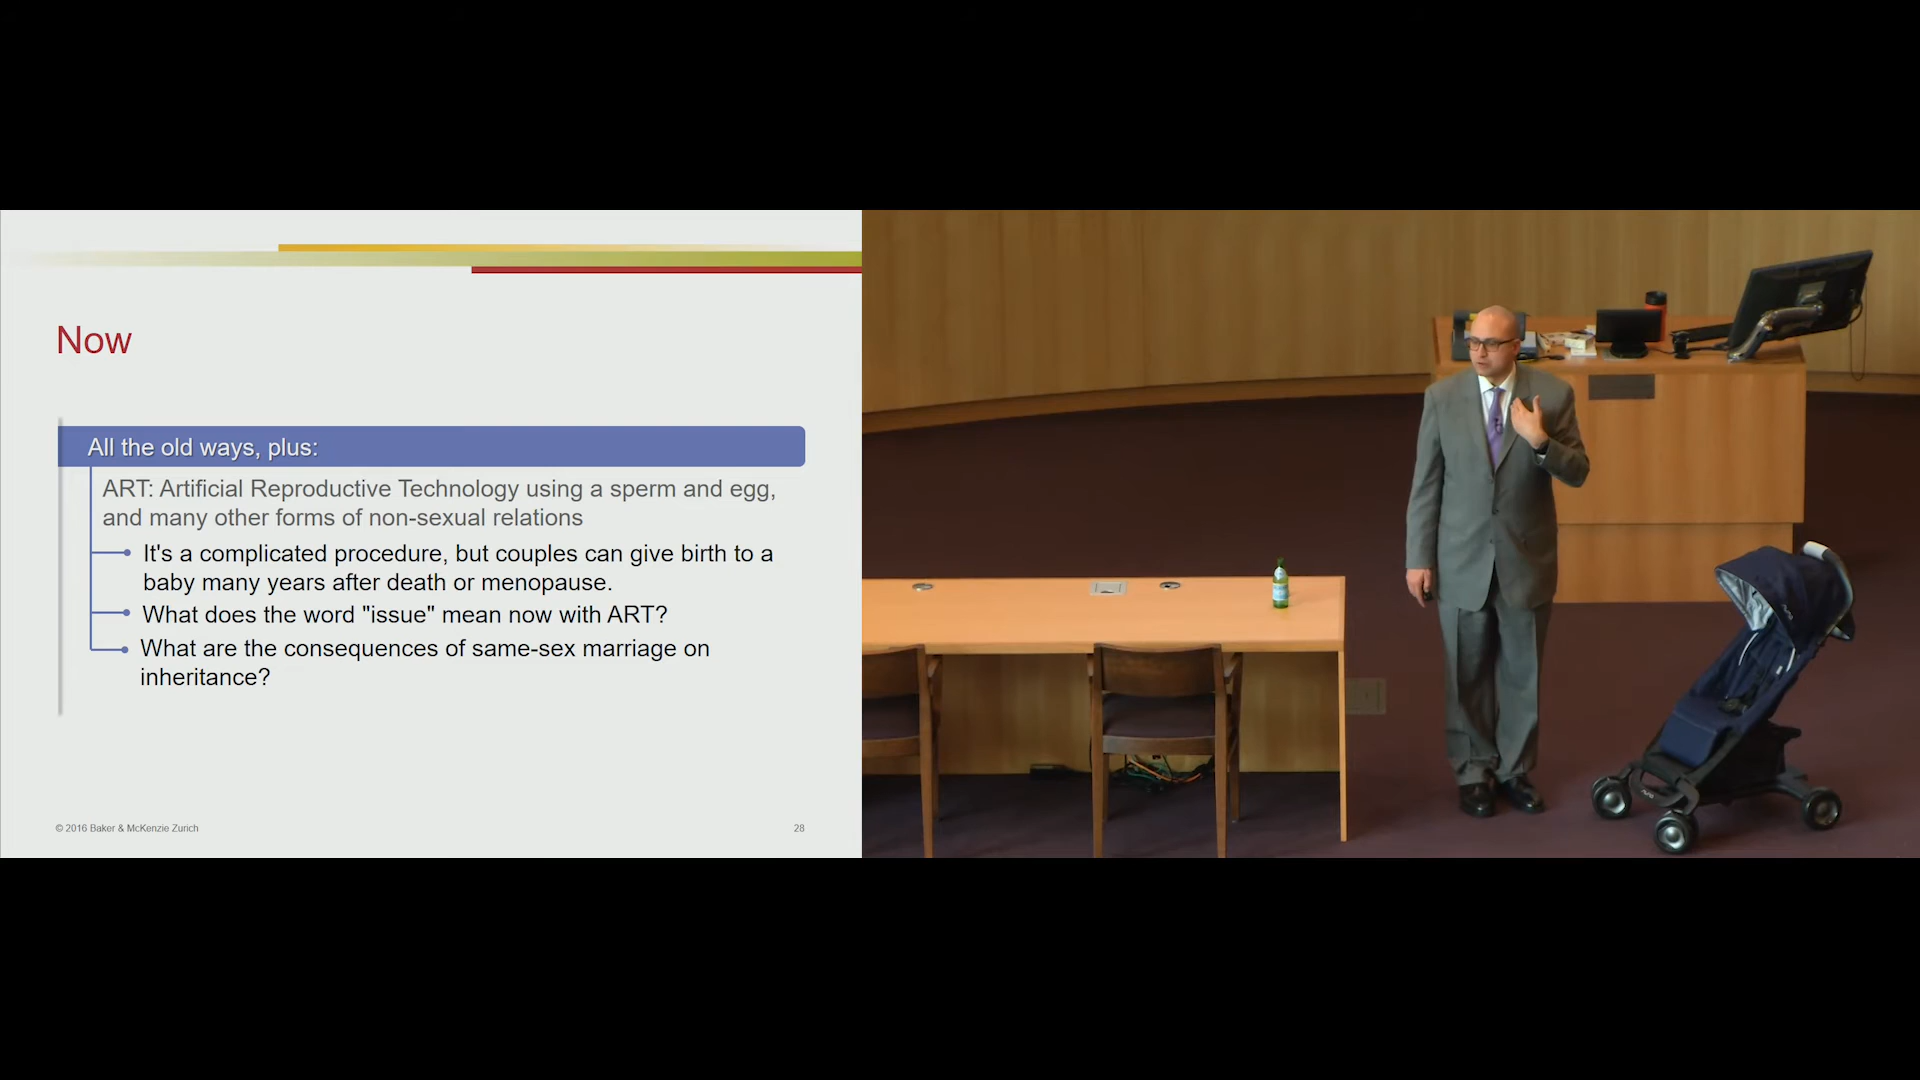 Now
All the old ways, plus:
ART: Artificial Reproductive Technology using a sperm and egg,
and many other forms of non-sexual relations
It's a complicated procedure, but couples can give birth to a
baby many years after death or menopause.
What does the word "issue" mean now with ART?
What are the consequences of same-sex marriage on
inheritance?
© 2016 Baker & McKenzie Zurich
28
nuna